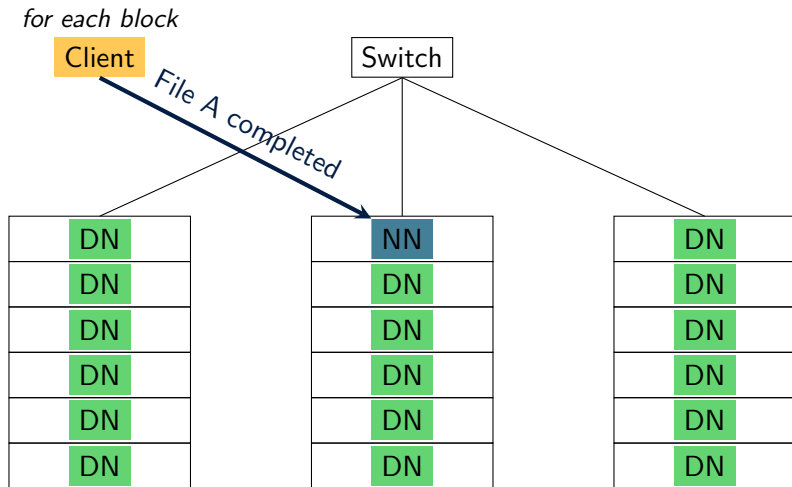 for each block
Client
Switch
File A completed
DN NN DN
DN DN DN
DN DN DN
DN DN DN
DN DN DN
DN DN DN